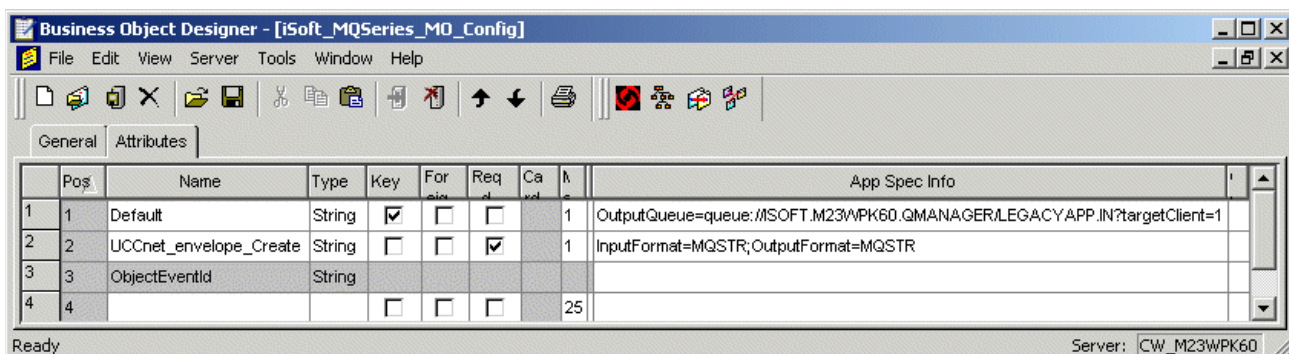 Business Object Designer - [iSoft_MQSeries_MO_Config]
File Edit View Server Tools Window Help
General Attributes
Pos Name Type Key For Req Ca App Spec Info
1 1 Default String 1 OutputQueue=queue://ISOFT.M23WPK60.QMANAGER/LEGACYAPP.IN?targetClient=1
2 2 UCCnet_envelope_Create String 1 InputFormat=MQSTR;OutputFormat=MQSTR
3 3 ObjectEventId String
4 4 25
Ready Server: CW_M23WPK60